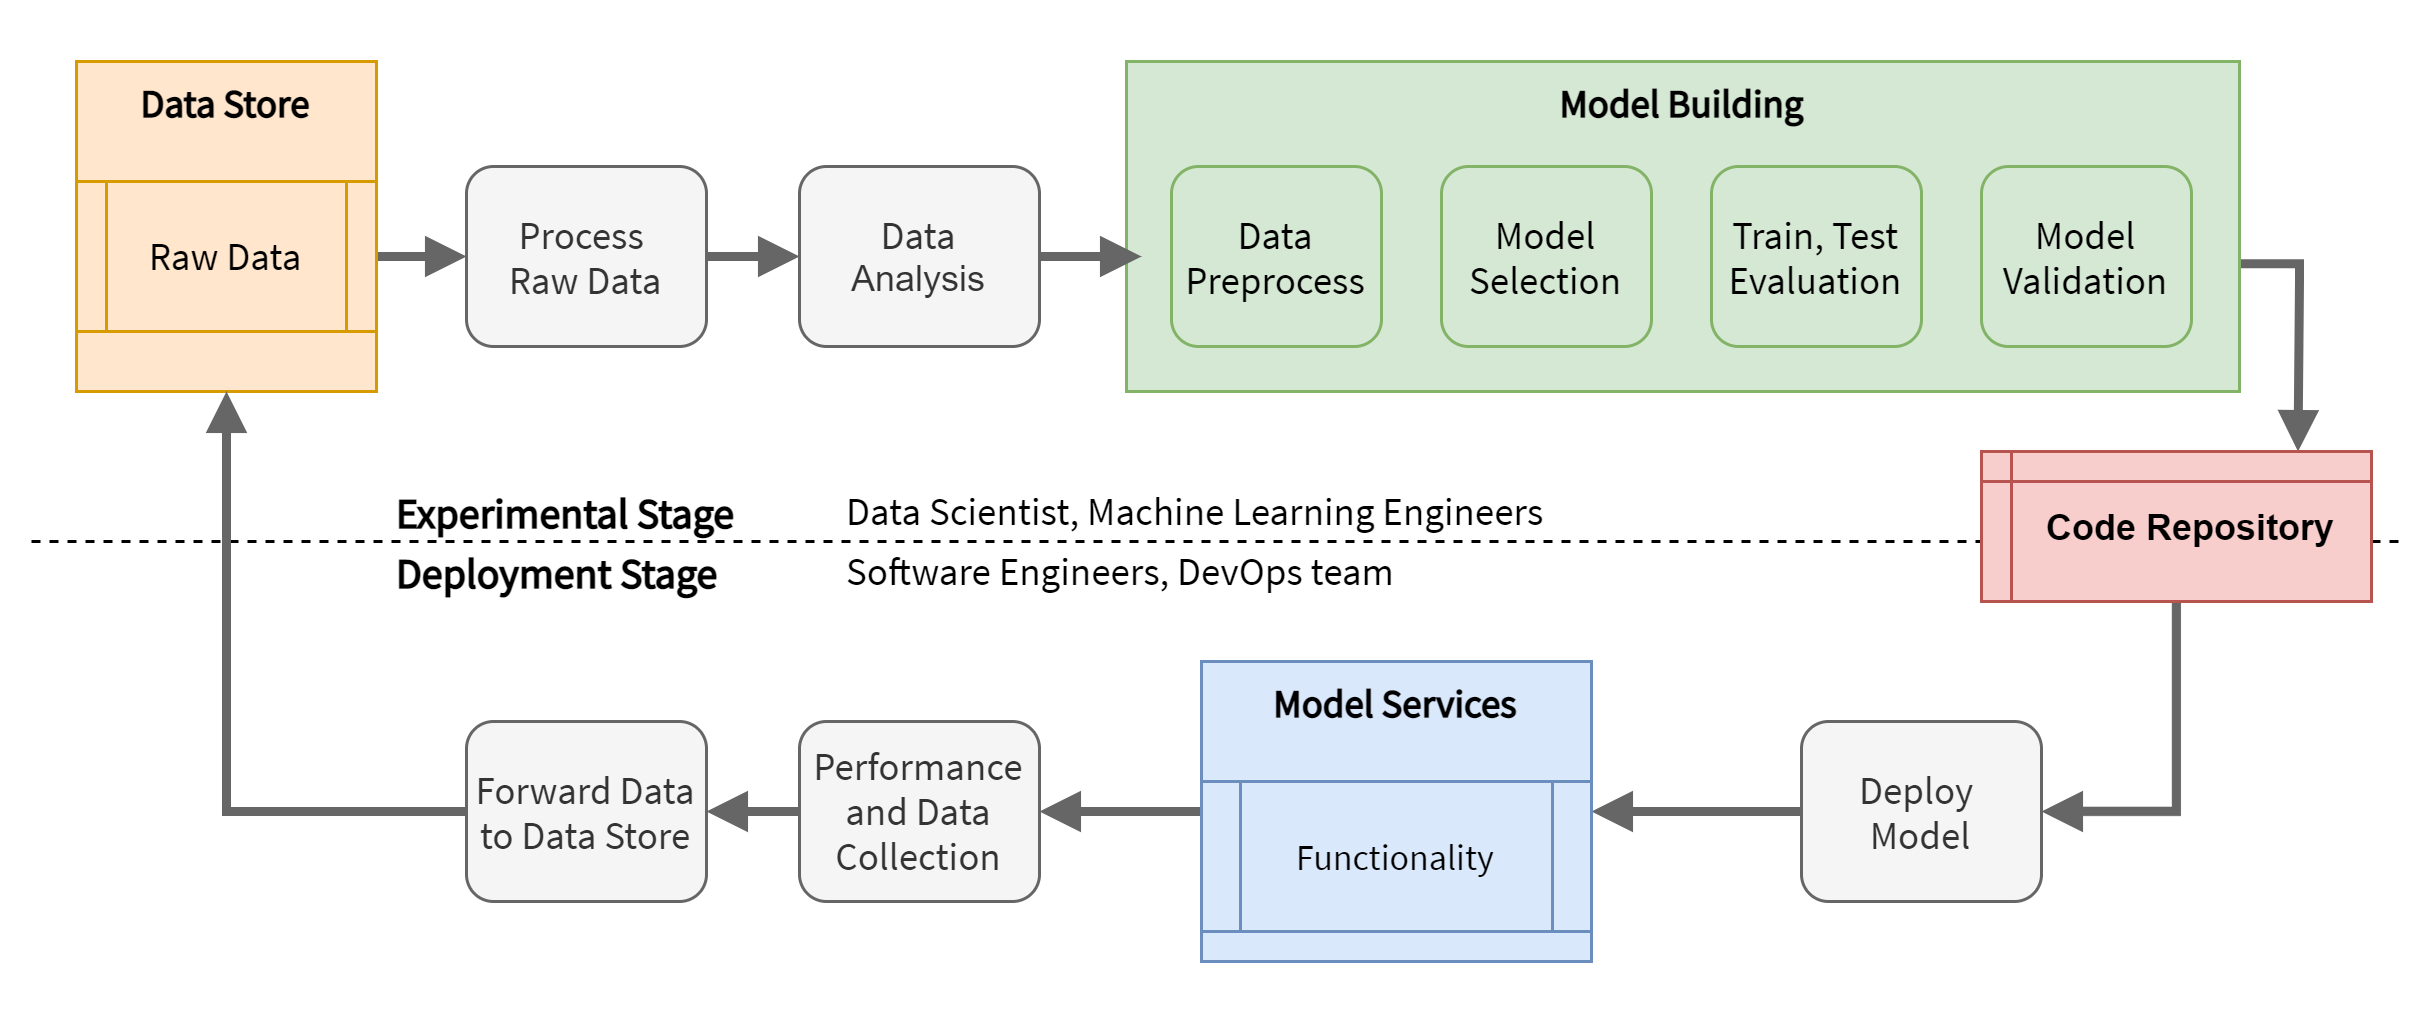 Data Store
Raw Data
Process
Raw Data
Data
Analysis
Model Building
Data
Preprocess
Model
Selection
Train, Test
Evaluation
Model
Validation
Experimental Stage
Data Scientist, Machine Learning Engineers
Deployment Stage
Software Engineers, DevOps team
Code Repository
Forward Data
to Data Store
Performance
and Data
Collection
Model Services
Functionality
Deploy
Model